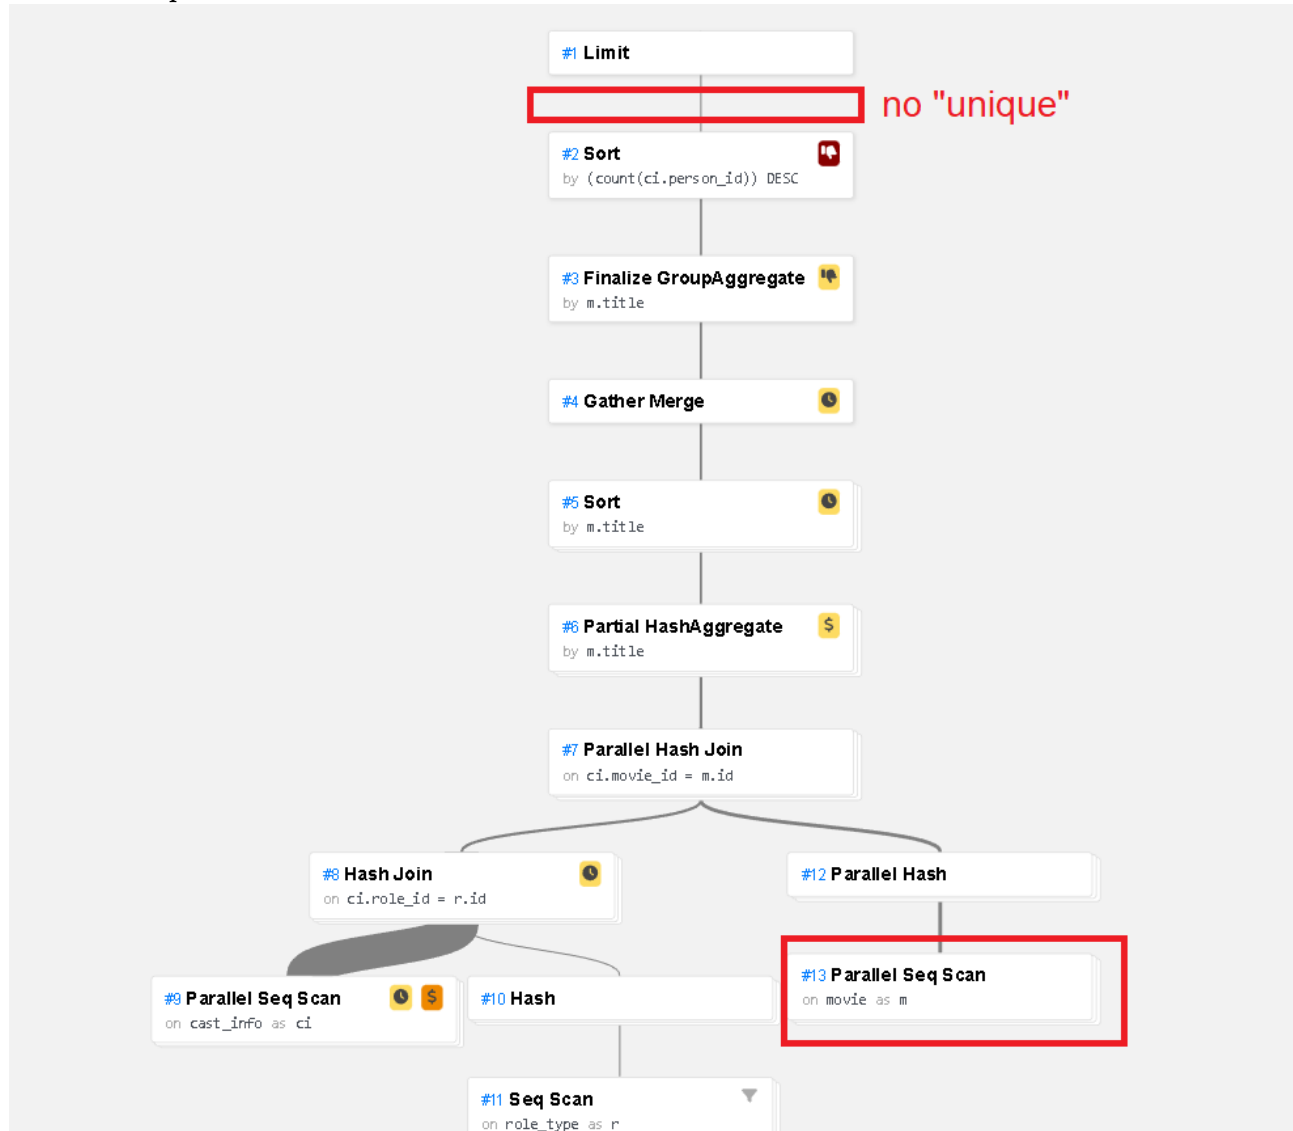 #1 Limit
no "unique"
#2 Sort
by (count(ci.person_id)) DESC
#3 Finalize GroupAggregate
by m.title
#4 Gather Merge
#5 Sort
by m.title
#6 Partial HashAggregate
$
by m.title
#7 Parallel Hash Join
on ci.movie_id = m.id
#8 Hash Join
on ci.role_id = r.id
#12 Parallel Hash
#9 Parallel Seq Scan
$
on cast_info as ci
#10 Hash
#13 Parallel Seq Scan
on movie as m
#11 Seq Scan
on role_type as r